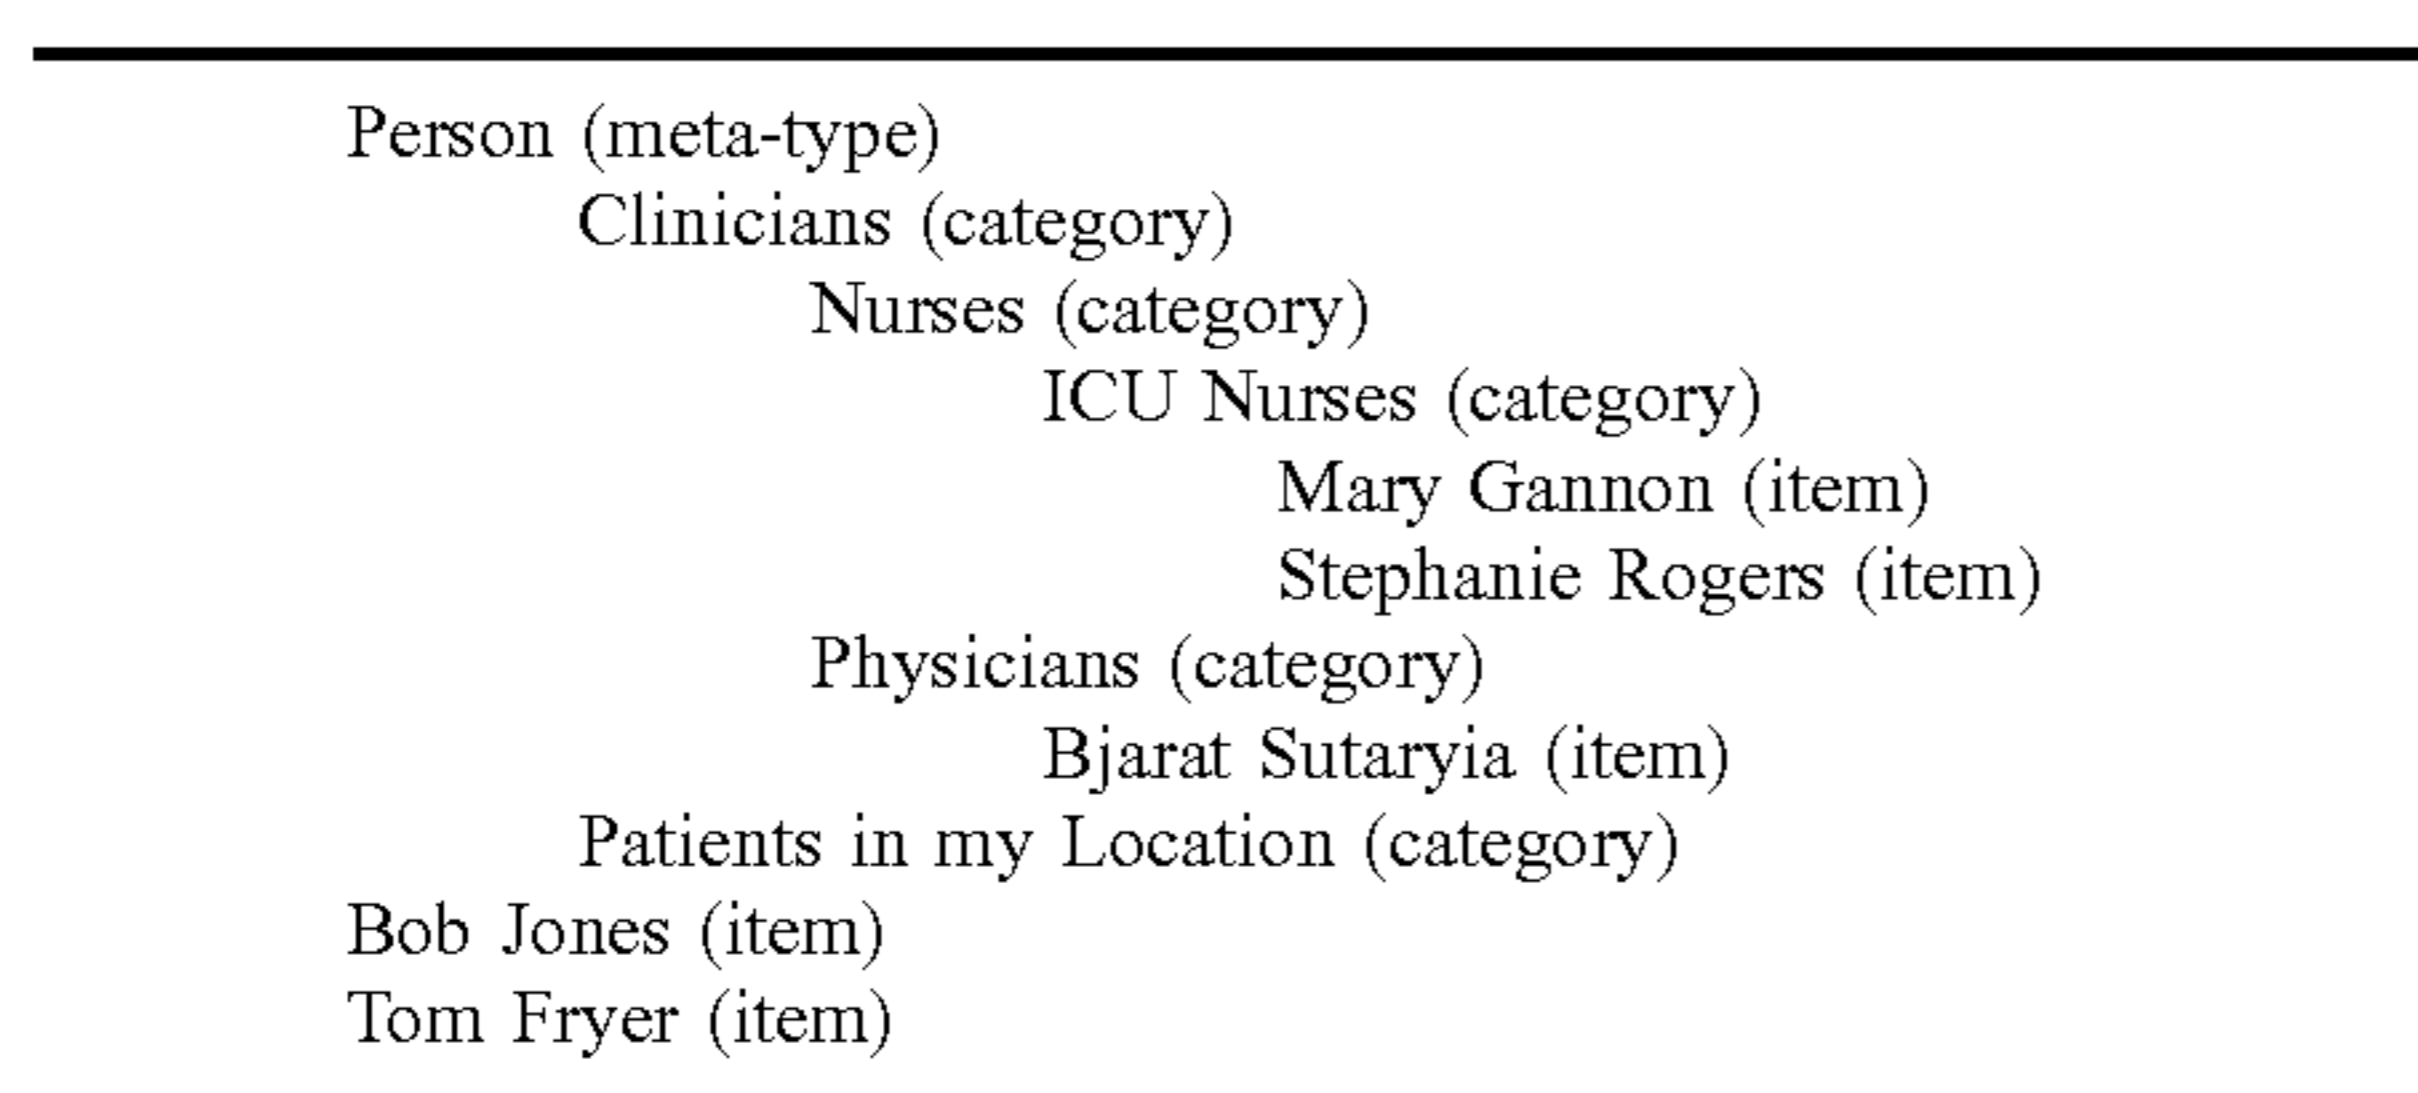 Person (meta-type)
Clinicians (category)
Nurses (category)
ICU Nurses (category)
Mary Gannon (item)
Stephanie Rogers (item)
Physicians (category)
Bjarat Sutaryia (item)
Patients in my Location (category)
Bob Jones (item)
Tom Fryer (item)